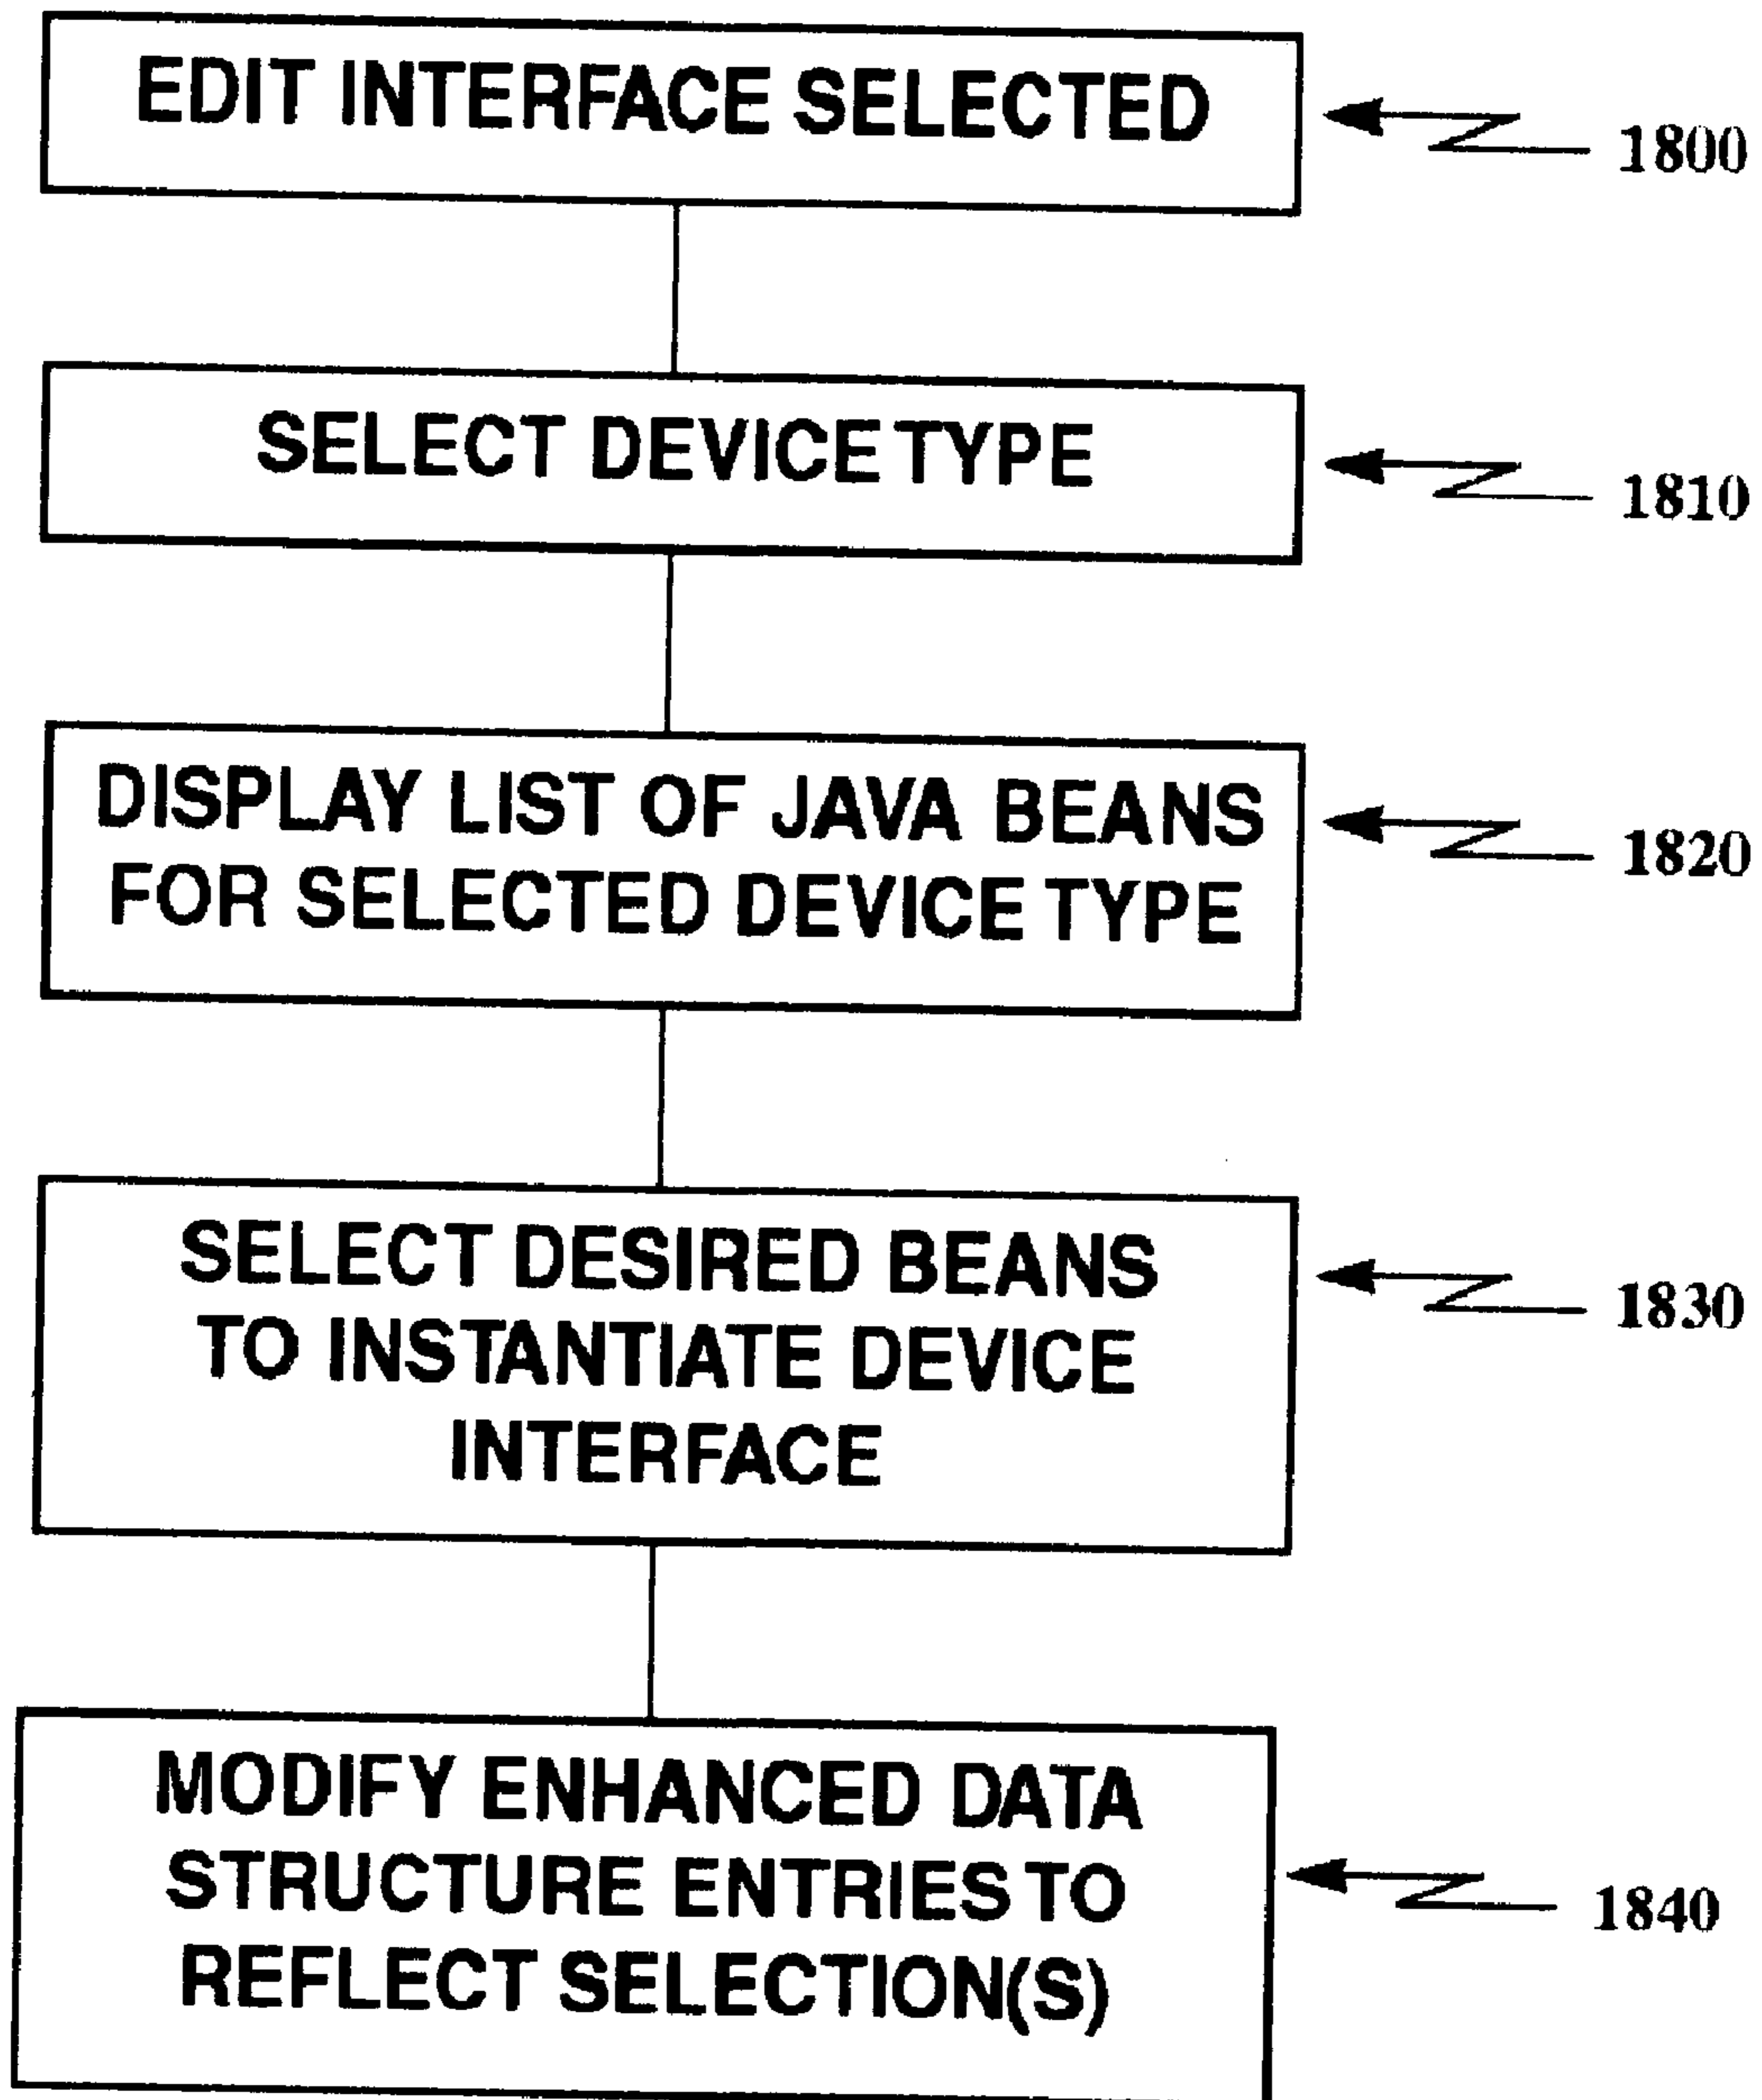 EDIT INTERFACE SELECTED
1800
SELECT DEVICE TYPE
1810
DISPLAY LIST OF JAVA BEANS
FOR SELECTED DEVICE TYPE
1820
SELECT DESIRED BEANS
TO INSTANTIATE DEVICE
INTERFACE
1830
MODIFY ENHANCED DATA
STRUCTURE ENTRIES TO
REFLECT SELECTION(S)
1840